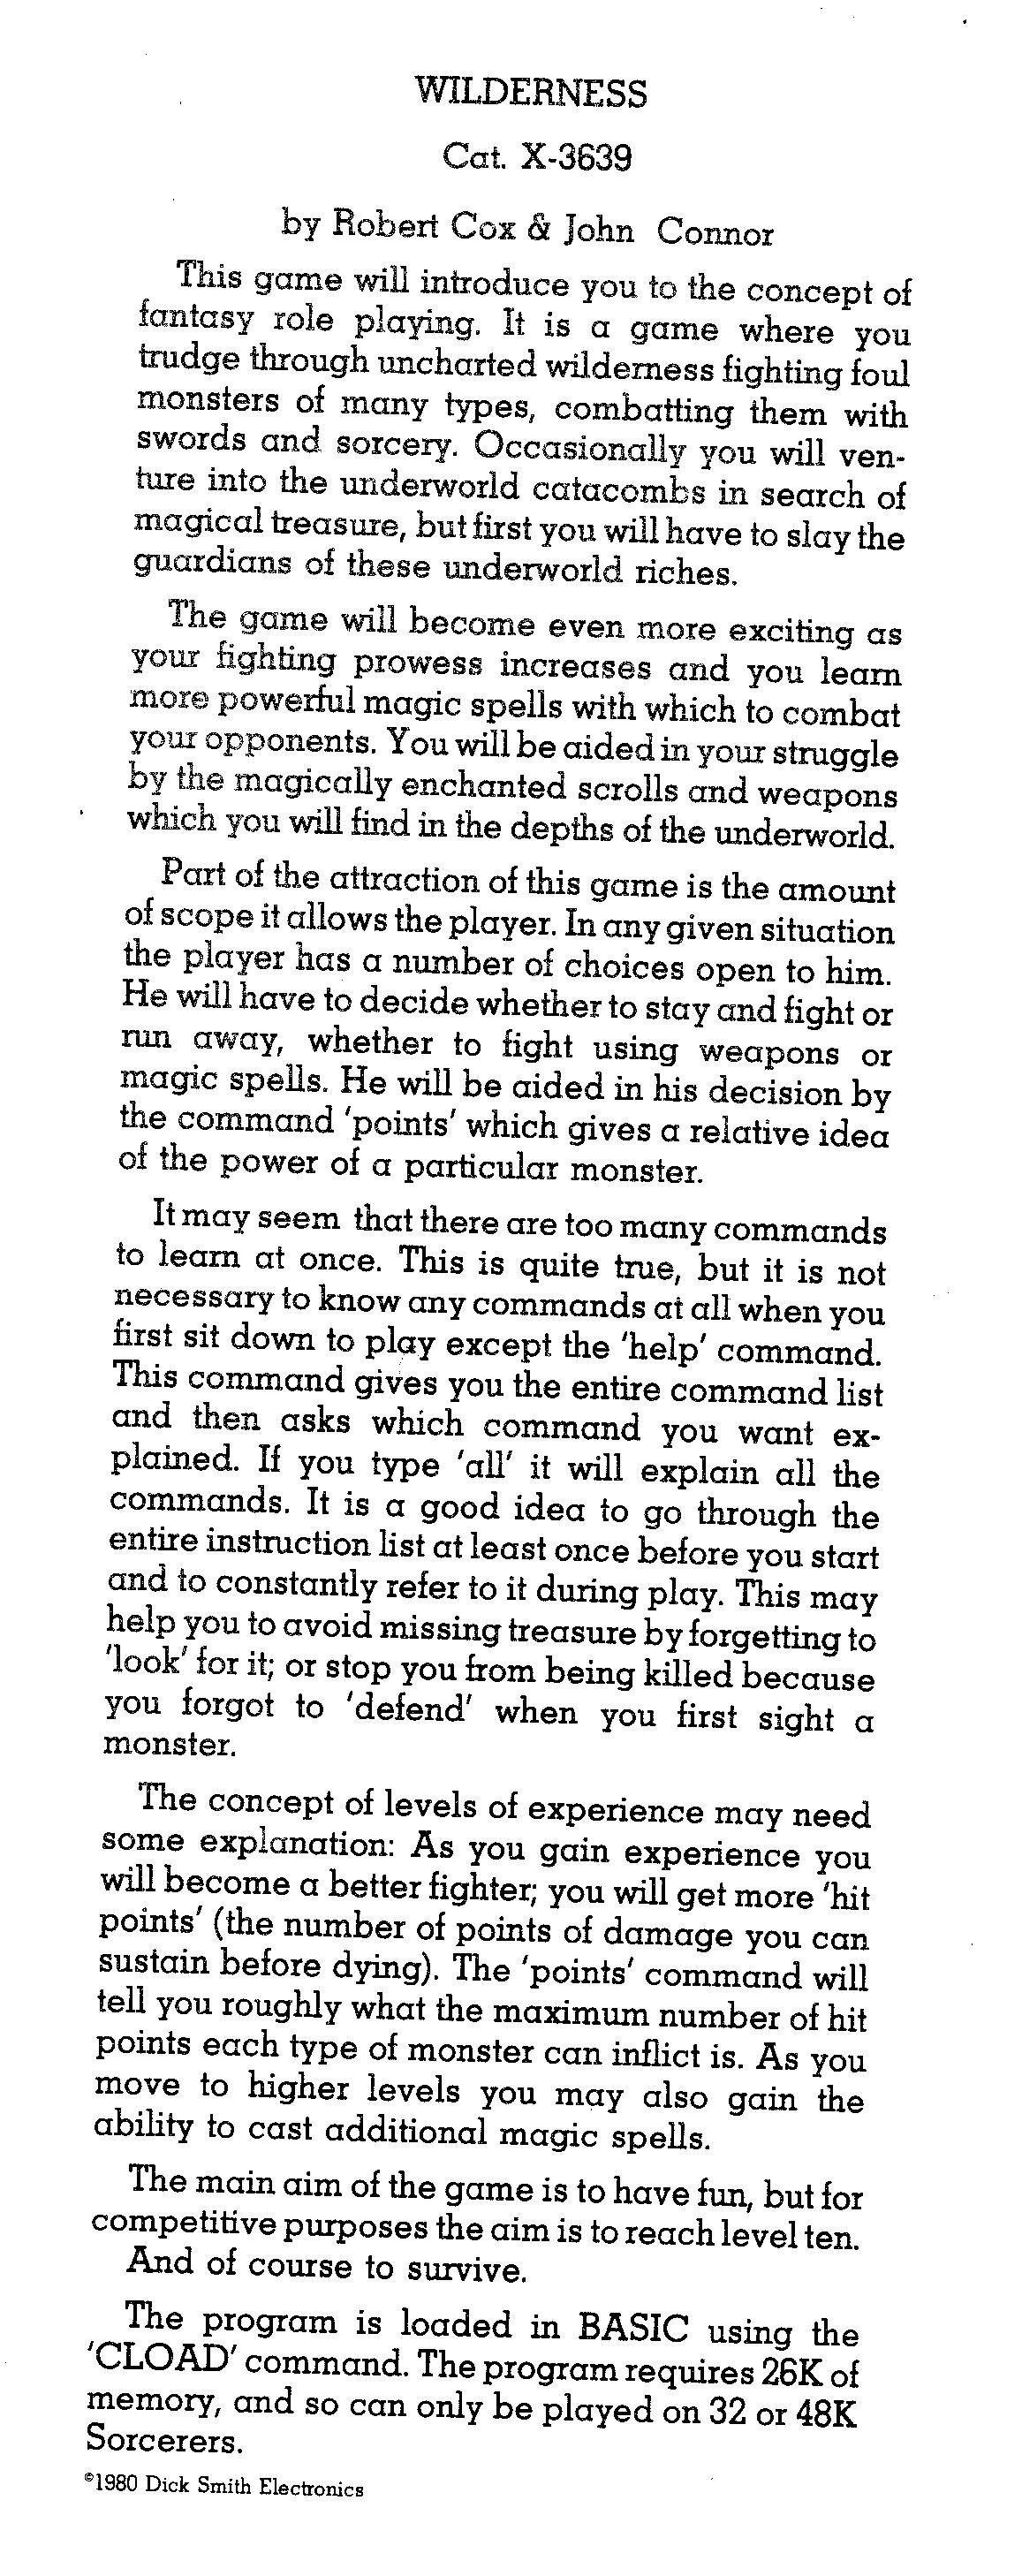 WILDERNESS
Cat. X-3639
by Robert Cox & John Connor
This game will introduce you to the concept of
fantasy role playing. It is a game where you
trudge through uncharted wilderness fighting foul
monsters of many types, combatting them with
swords and sorcery. Occasionally you will ven-
ture into the underworld catacombs in search of
magical treasure, but first you will have to slay the
guardians of these underworld riches.
The game will become even more exciting as
your fighting prowess increases and you learn
more powerful magic spells with which to combat
your opponents. You will be aided in your struggle
by the magically enchanted scrolls and weapons
which you will find in the depths of the underworld.
Part of the attraction of this game is the amount
of scope it allows the player. In any given situation
the player has a number of choices open to him.
He will have to decide whether to stay and fight or
run away, whether to fight using weapons or
magic spells. He will be aided in his decision by
the command 'points' which gives a relative idea
of the power of a particular monster.
It may seem that there are too many commands
to learn at once. This is quite true, but it is not
necessary to know any commands at all when you
first sit down to play except the 'help' command.
This command gives you the entire command list
and then asks which command you want ex-
plained. If you type 'all' it will explain all the
commands. It is a good idea to go through the
entire instruction list at least once before you start
and to constantly refer to it during play. This may
help you to avoid missing treasure by forgetting to
'look' for it; or stop you from being killed because
you forgot to 'defend' when you first sight a
monster.
The concept of levels of experience may need
some explanation: As you gain experience you
will become a better fighter; you will get more 'hit
points' (the number of points of damage you can
sustain before dying). The 'points' command will
tell you roughly what the maximum number of hit
points each type of monster can inflict is. As you
move to higher levels you may also gain the
ability to cast additional magic spells.
The main aim of the game is to have fun, but for
competitive purposes the aim is to reach level ten.
And of course to survive.
The program is loaded in BASIC using the
'CLOAD' command. The program requires 26K of
memory, and so can only be played on 32 or 48K
Sorcerers.
©1980 Dick Smith Electronics